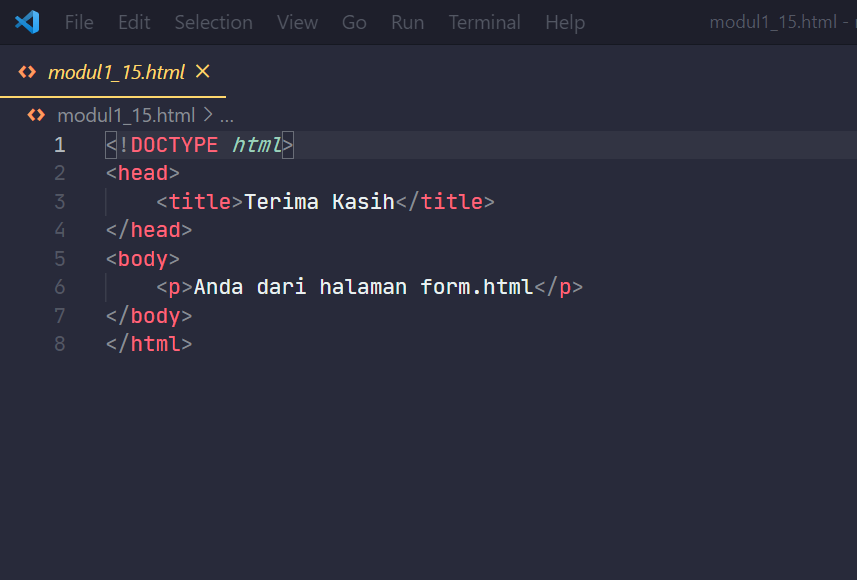 File Edit Selection View Go Run Terminal Help modul1_15.html -
modul1_15.html
modul1_15.html > ...
1 <!DOCTYPE html>
2 <head>
3 <title>Terima Kasih</title>
4 </head>
5 <body>
6 <p>Anda dari halaman form.html</p>
7 </body>
8 </html>